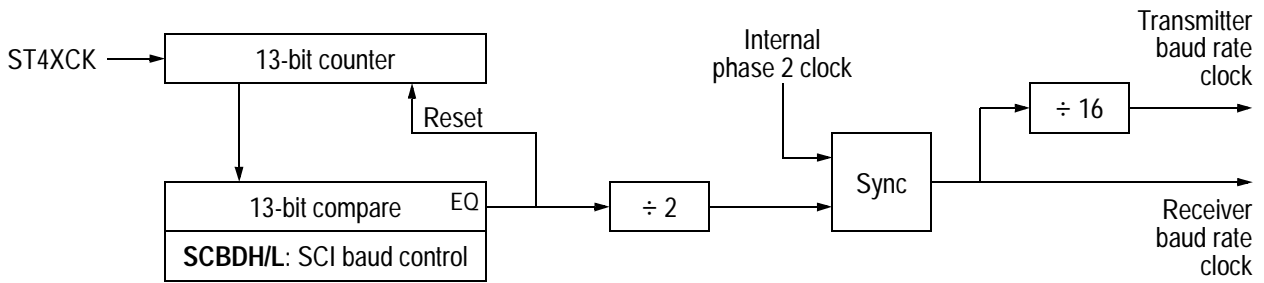 Transmitter
baud rate
clock
Internal
phase 2 clock
ST4XCK
13-bit counter
÷ 16
Reset
Sync
13-bit compare
EQ
÷ 2
SCBDH/L: SCI baud control
Receiver
baud rate
clock